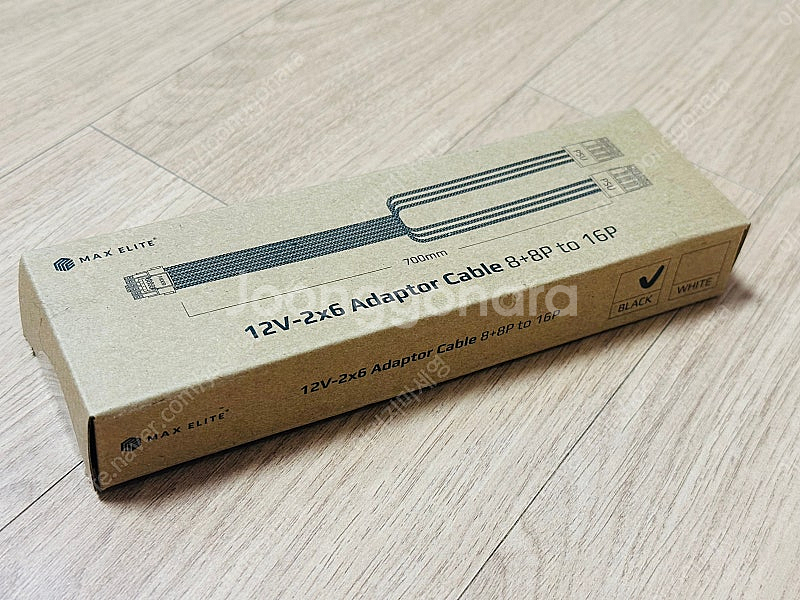 MAX ELITE
PSU
PSU
700mm
12V-2x6 Adaptor Cable 8+8P to 16P
Joonggonara
MAX ELITE
12V-2x6 Adaptor Cable 8+8P to 16P
BLACK
WHITE